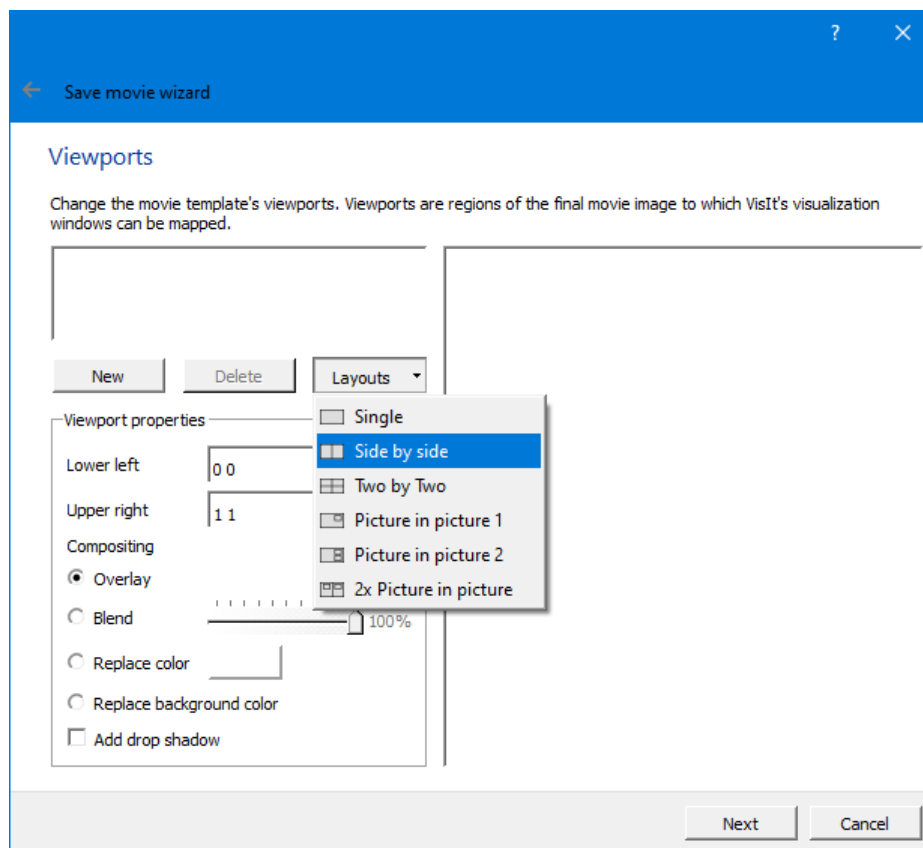 ?
Save movie wizard
Viewports
Change the movie template's viewports. Viewports are regions of the final movie image to which VisIt's visualization
windows can be mapped.
New
Delete
Layouts
Single
Side by side
Two by Two
Picture in picture 1
Picture in picture 2
2x Picture in picture
Viewport properties
Lower left
0 0
Upper right
1 1
Compositing
Overlay
Blend
100%
Replace color
Replace background color
Add drop shadow
Next
Cancel